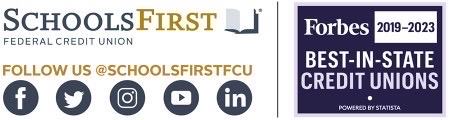 SCHOOLSFIRST®
FEDERAL CREDIT UNION
FOLLOW US @SCHOOLSFIRSTFCU
Forbes 2019–2023
BEST-IN-STATE
CREDIT UNIONS
POWERED BY STATISTA